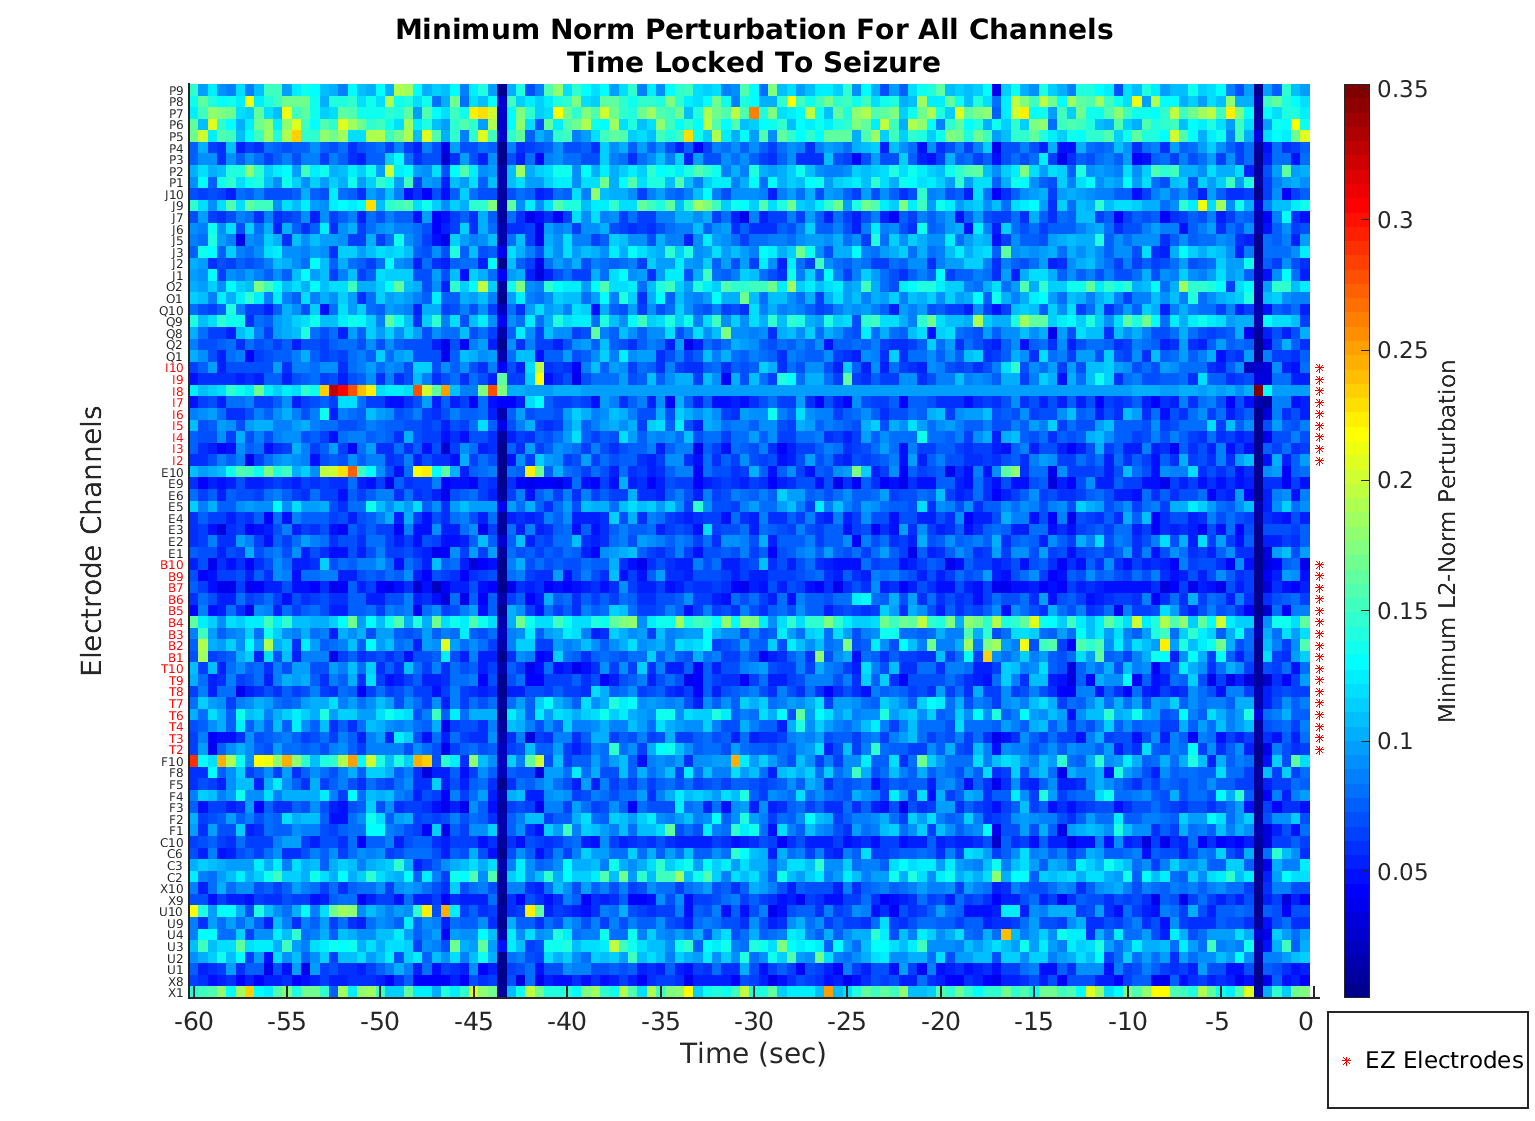 Minimum Norm Perturbation For All Channels
Time Locked To Seizure
Electrode Channels
P9
P8
P7
P6
P5
P4
P3
P2
P1
J10
J9
J7
J6
J5
J3
J2
J1
O2
O1
Q10
Q9
Q8
Q2
Q1
I10
I9
I8
I7
I6
I5
I4
I3
I2
E10
E9
E6
E5
E4
E3
E2
E1
B10
B9
B7
B6
B5
B4
B3
B2
B1
T10
T9
T8
T7
T6
T4
T3
T2
F10
F8
F5
F4
F3
F2
F1
C10
C6
C3
C2
X10
X9
U10
U9
U4
U3
U2
U1
X8
X1
-60 -55 -50 -45 -40 -35 -30 -25 -20 -15 -10 -5 0
Time (sec)
0.35
0.3
0.25
0.2
0.15
0.1
0.05
Minimum L2-Norm Perturbation
EZ Electrodes